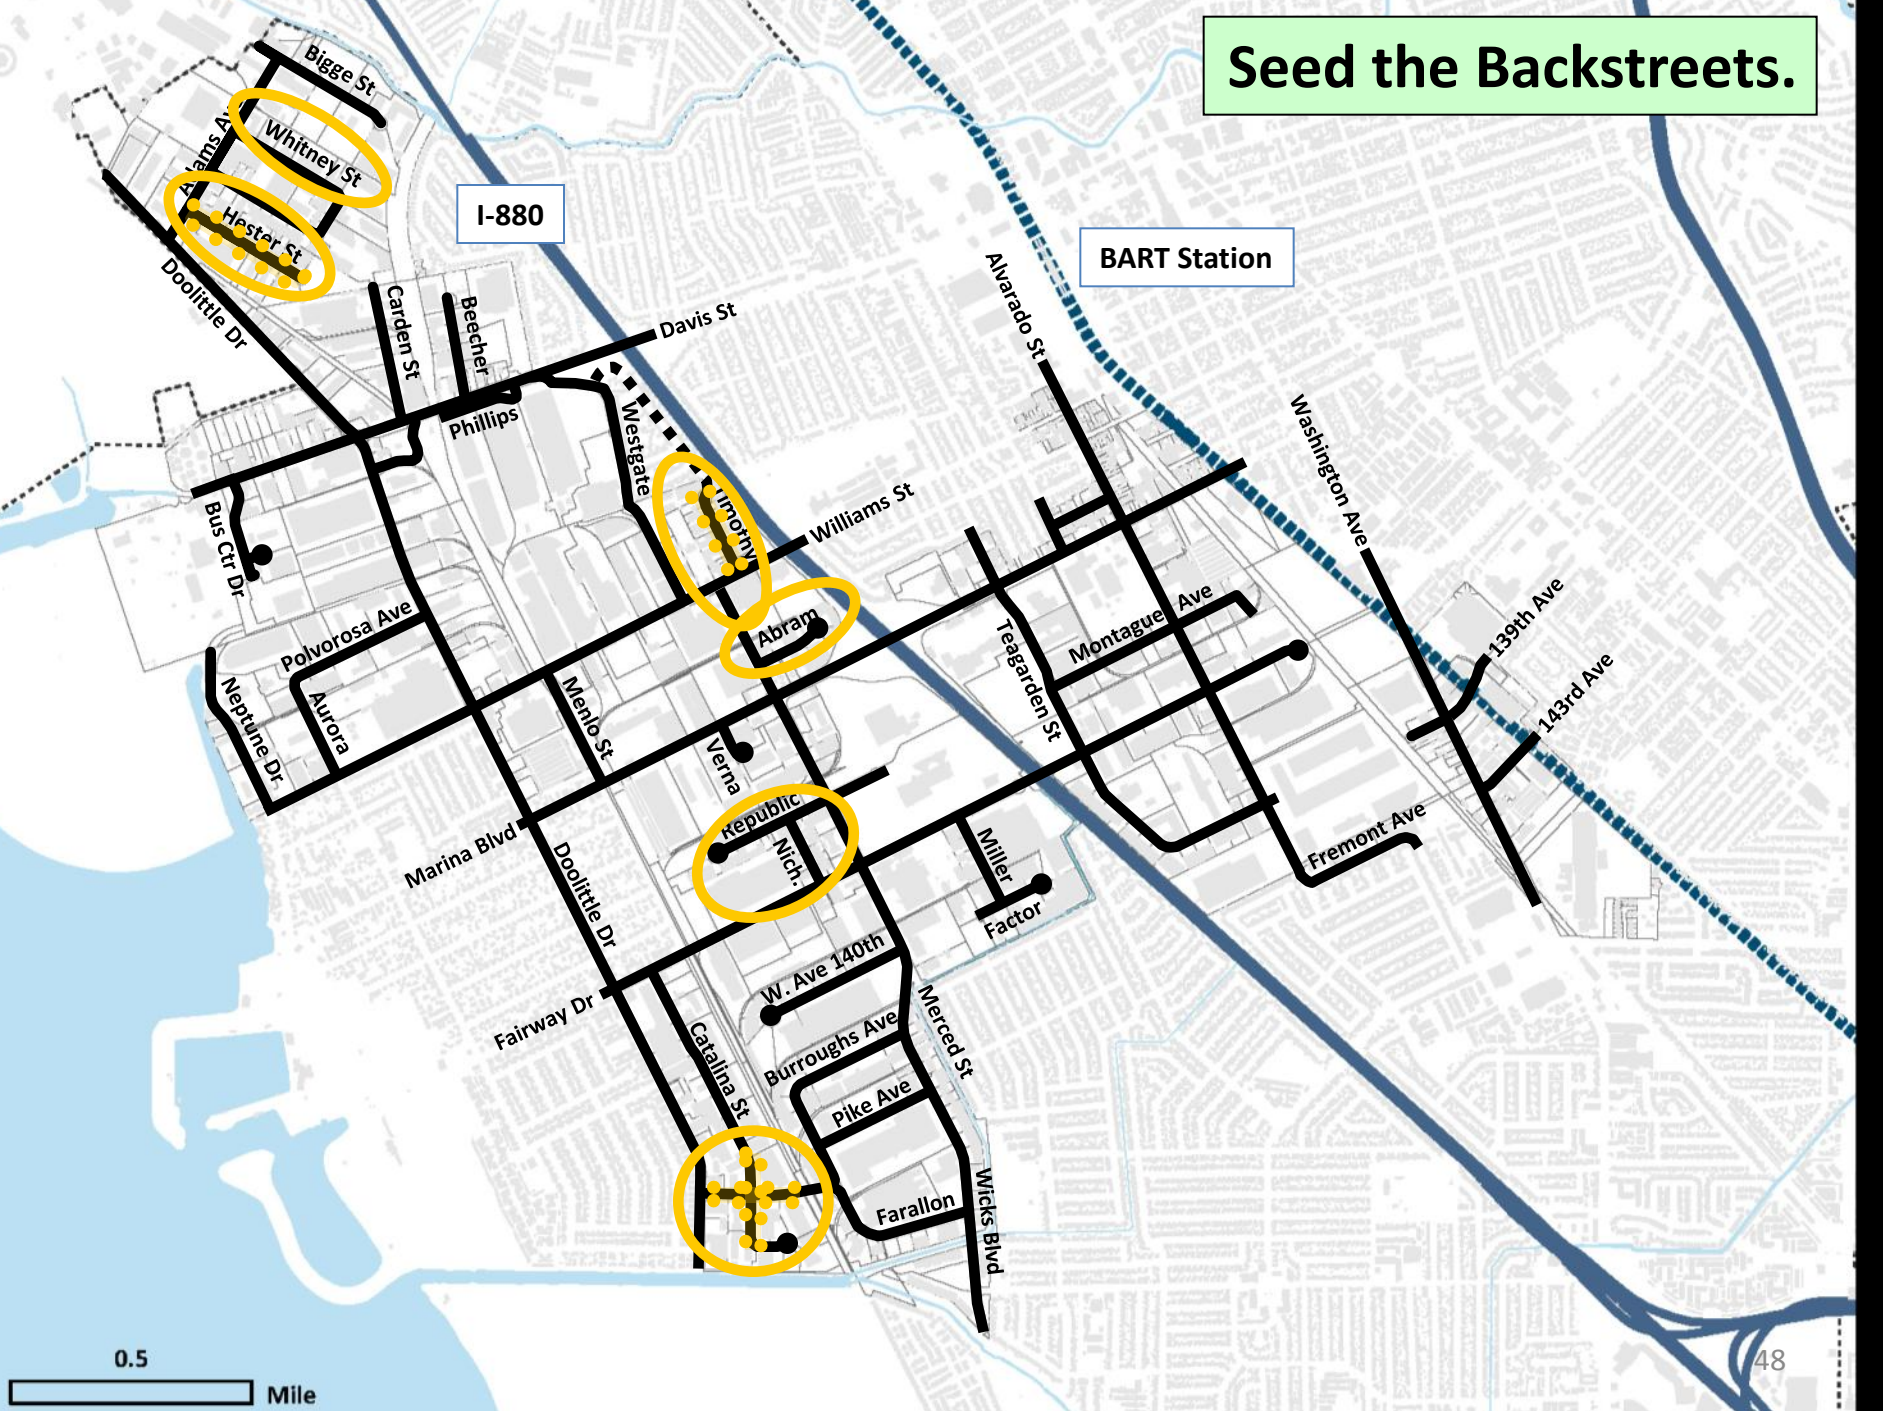 Seed the Backstreets.
Bigge St
Whitney St
Adams Av
Hester St
I-880
BART Station
Doolittle Dr
Carden St
Beecher
Davis St
Alvarado St
Phillips
Westgate
Washington Ave
Timothy
Williams St
Bus Ctr Dr
Polvorosa Ave
Abram
Teagarden St
Montague Ave
139th Ave
143rd Ave
Neptune Dr
Aurora
Menlo St
Verna
Republic
Nich.
Marina Blvd
Doolittle Dr
Miller
Factor
Fremont Ave
W. Ave 140th
Fairway Dr
Catalina St
Burroughs Ave
Merced St
Pike Ave
Farallon
Wicks Blvd
0.5
Mile
48